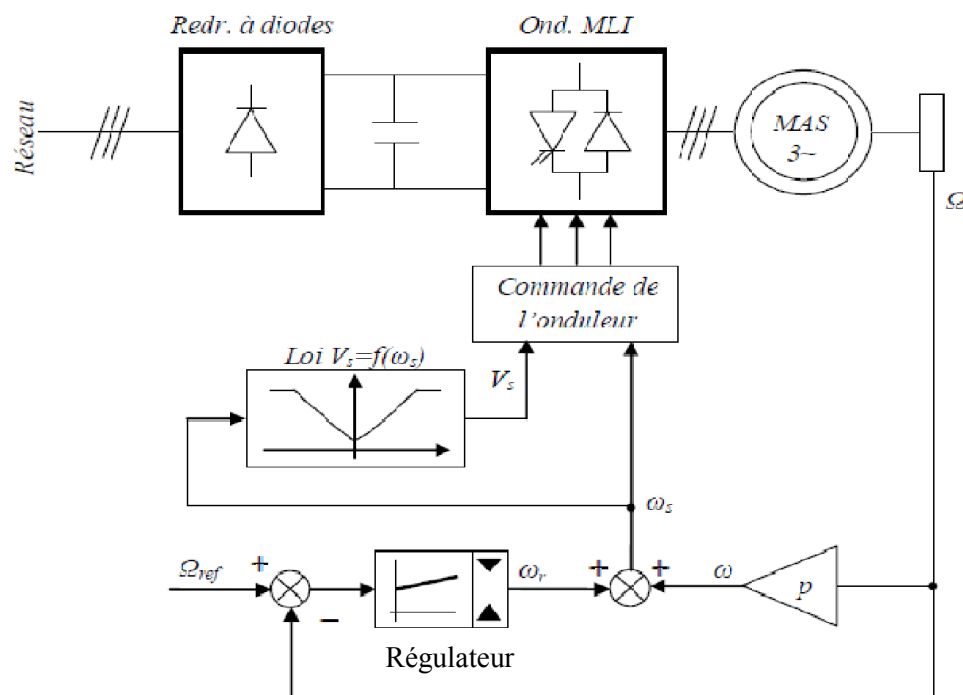 Redr. à diodes
Ond. MLI
Réseau
MAS
3~
Ω
Commande de
l'onduleur
Loi Vₛ=f(ωₛ)
Vₛ
ωₛ
Ωref
+
−
ωᵣ
+
+
ω
p
Régulateur